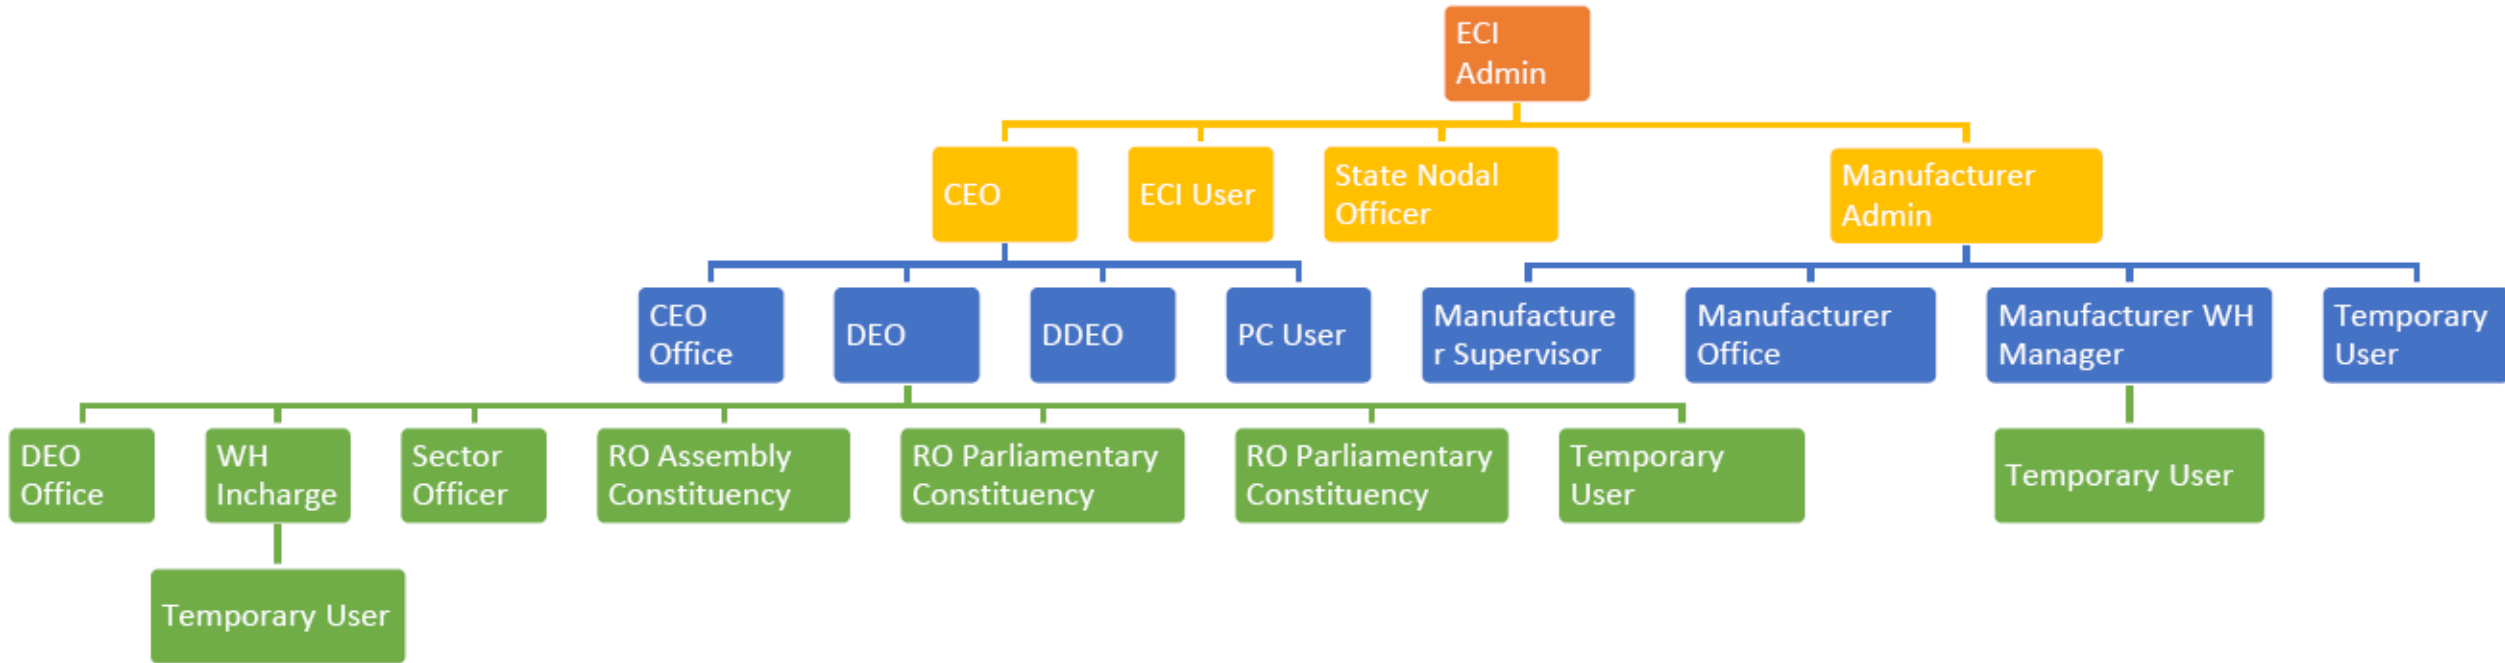 ECI
Admin
CEO
ECI User
State Nodal
Officer
Manufacturer
Admin
CEO
Office
DEO
DDEO
PC User
Manufacture
r Supervisor
Manufacturer
Office
Manufacturer WH
Manager
Temporary
User
DEO
Office
WH
Incharge
Sector
Officer
RO Assembly
Constituency
RO Parliamentary
Constituency
RO Parliamentary
Constituency
Temporary
User
Temporary User
Temporary User